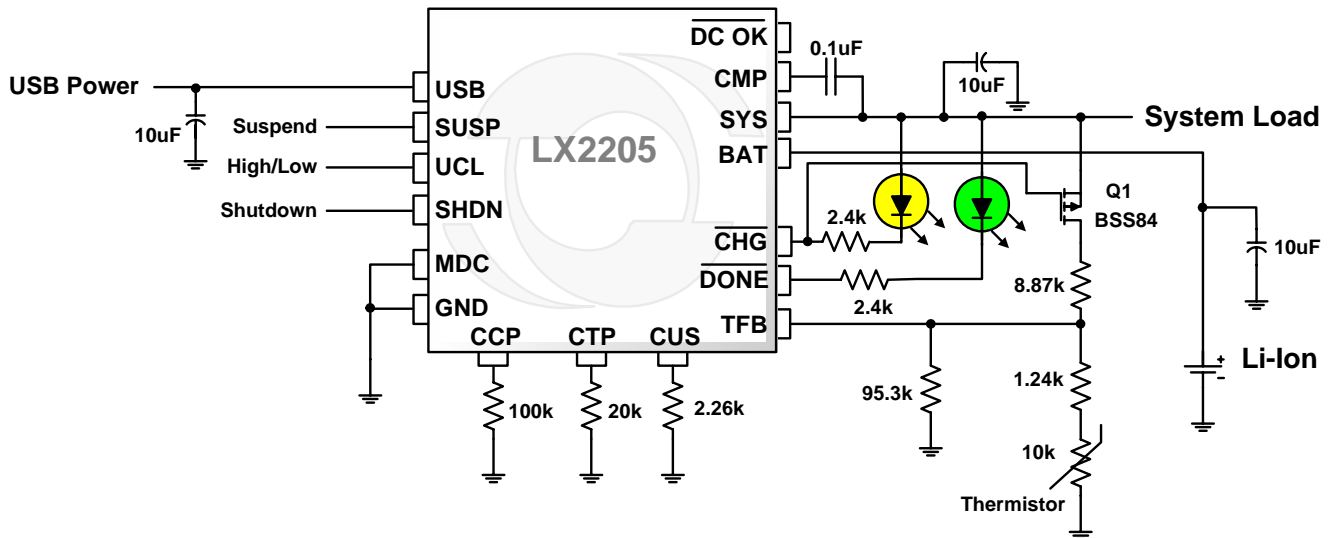 DC OK
0.1uF
CMP
10uF
USB Power
USB
SYS
System Load
10uF
Suspend
SUSP
LX2205
BAT
High/Low
UCL
Q1
BSS84
Shutdown
SHDN
2.4k
CHG
10uF
MDC
DONE
8.87k
2.4k
GND
TFB
CCP
CTP
CUS
Li-Ion
+
-
100k
20k
2.26k
95.3k
1.24k
10k
Thermistor